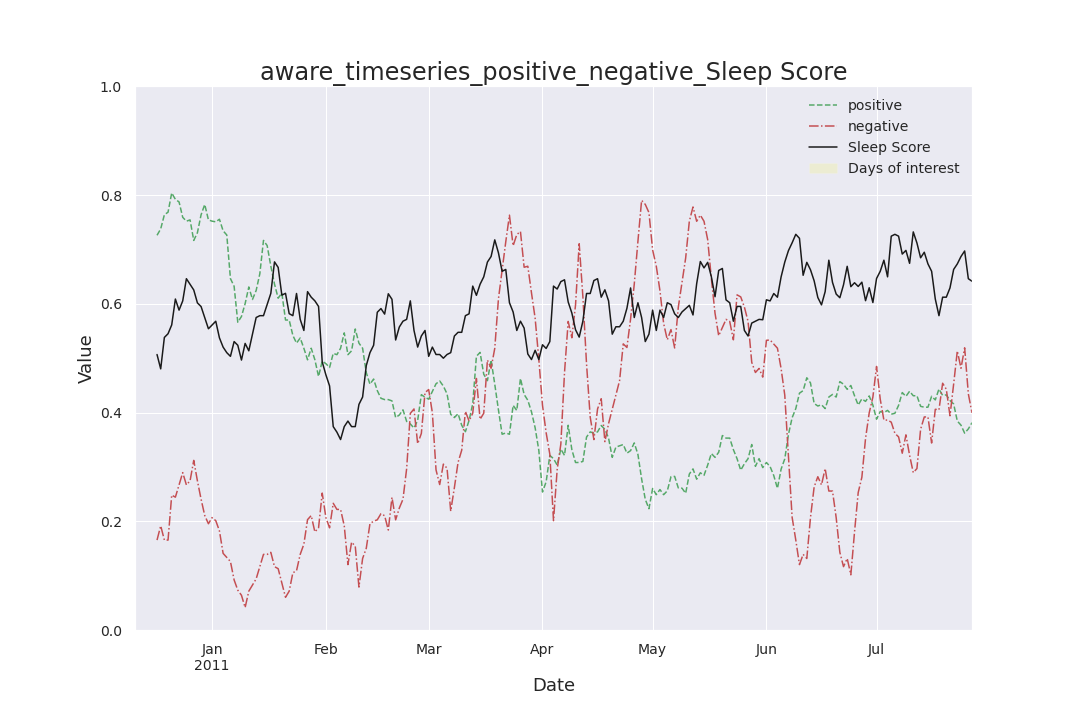 aware_timeseries_positive_negative_Sleep Score
positive
negative
Sleep Score
Days of interest
Value
1.0
0.8
0.6
0.4
0.2
0.0
Jan Feb Mar Apr May Jun Jul
2011
Date